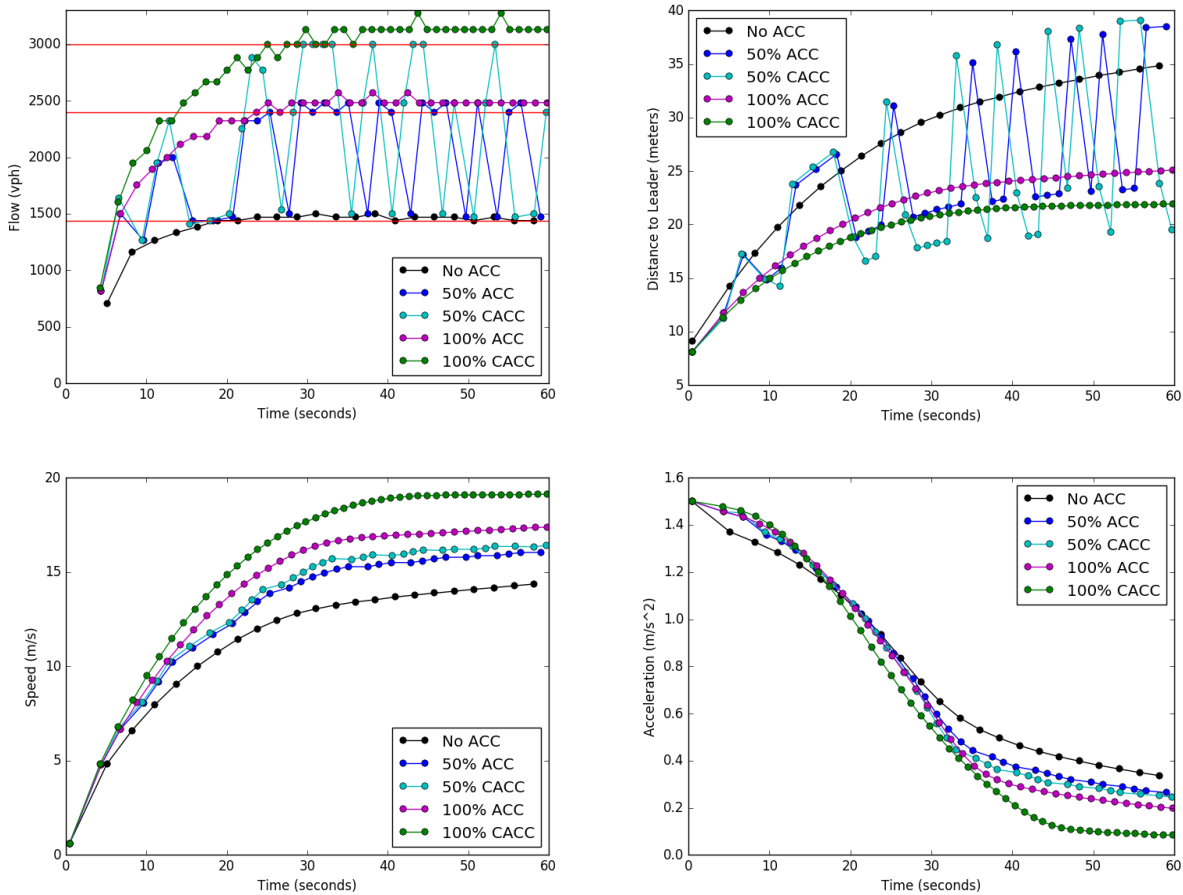 3000
2500
2000
1500
1000
500
0
Flow (vph)
0 10 20 30 40 50 60
Time (seconds)
No ACC
50% ACC
50% CACC
100% ACC
100% CACC
40
35
30
25
20
15
10
5
Distance to Leader (meters)
0 10 20 30 40 50 60
Time (seconds)
No ACC
50% ACC
50% CACC
100% ACC
100% CACC
20
15
10
5
0
Speed (m/s)
0 10 20 30 40 50 60
Time (seconds)
No ACC
50% ACC
50% CACC
100% ACC
100% CACC
1.6
1.4
1.2
1.0
0.8
0.6
0.4
0.2
0.0
Acceleration (m/s^2)
0 10 20 30 40 50 60
Time (seconds)
No ACC
50% ACC
50% CACC
100% ACC
100% CACC